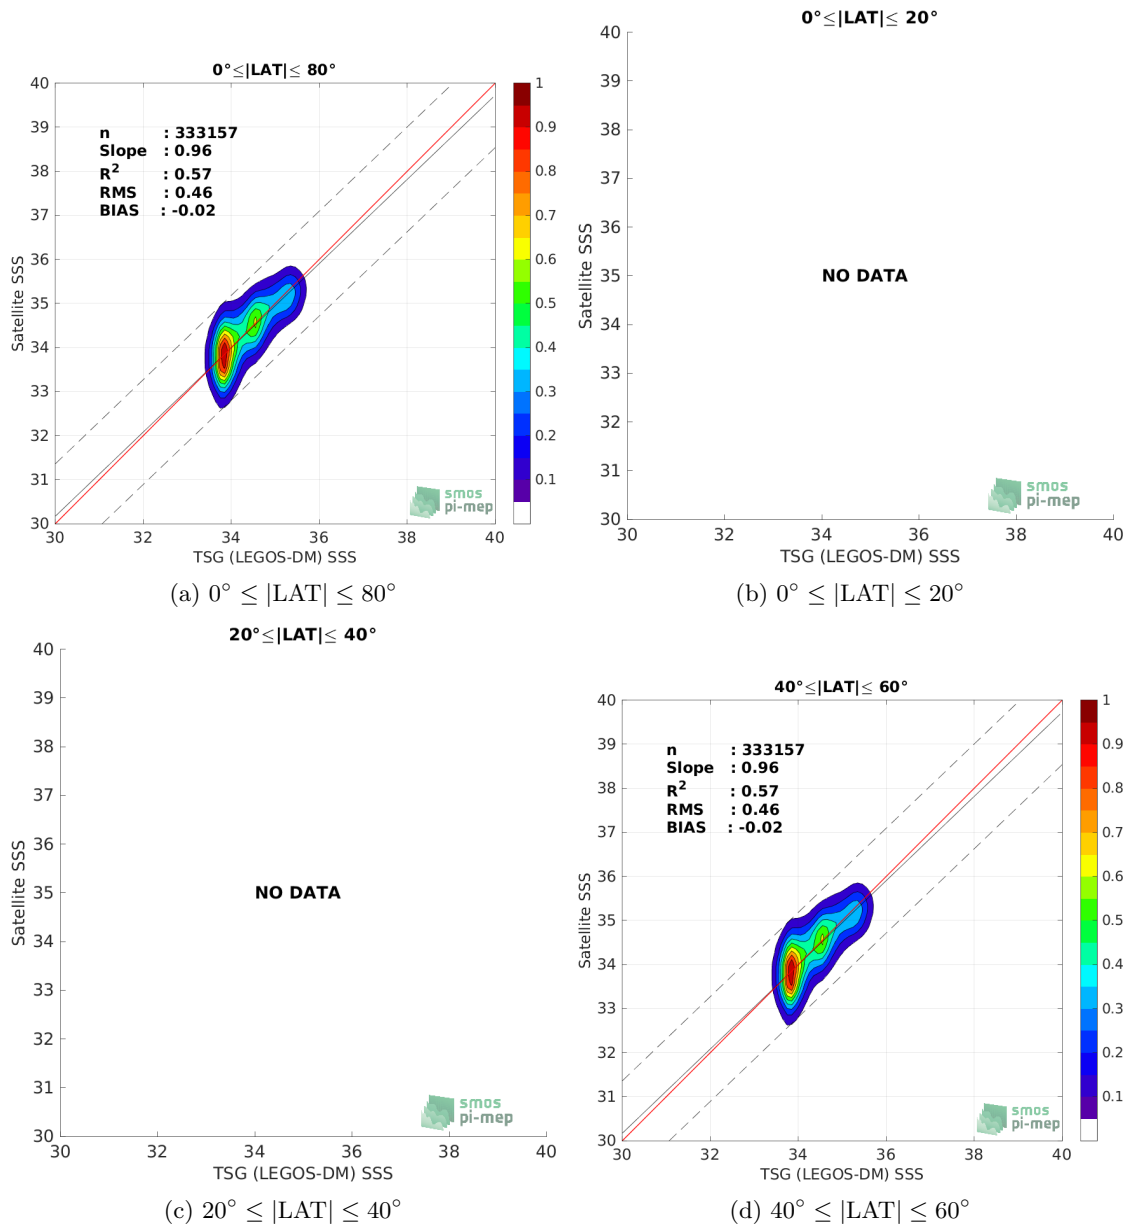 0°≤|LAT|≤ 80°
n : 333157
Slope : 0.96
R² : 0.57
RMS : 0.46
BIAS : -0.02
Satellite SSS
40
39
38
37
36
35
34
33
32
31
30
30 32 34 36 38 40
TSG (LEGOS-DM) SSS
1
0.9
0.8
0.7
0.6
0.5
0.4
0.3
0.2
0.1
smos
pi-mep
(a) 0° ≤ |LAT| ≤ 80°
0°≤|LAT|≤ 20°
Satellite SSS
40
39
38
37
36
35
34
33
32
31
30
NO DATA
smos
pi-mep
30 32 34 36 38 40
TSG (LEGOS-DM) SSS
(b) 0° ≤ |LAT| ≤ 20°
20°≤|LAT|≤ 40°
Satellite SSS
40
39
38
37
36
35
34
33
32
31
30
NO DATA
smos
pi-mep
30 32 34 36 38 40
TSG (LEGOS-DM) SSS
(c) 20° ≤ |LAT| ≤ 40°
40°≤|LAT|≤ 60°
n : 333157
Slope : 0.96
R² : 0.57
RMS : 0.46
BIAS : -0.02
Satellite SSS
40
39
38
37
36
35
34
33
32
31
30
30 32 34 36 38 40
TSG (LEGOS-DM) SSS
1
0.9
0.8
0.7
0.6
0.5
0.4
0.3
0.2
0.1
smos
pi-mep
(d) 40° ≤ |LAT| ≤ 60°